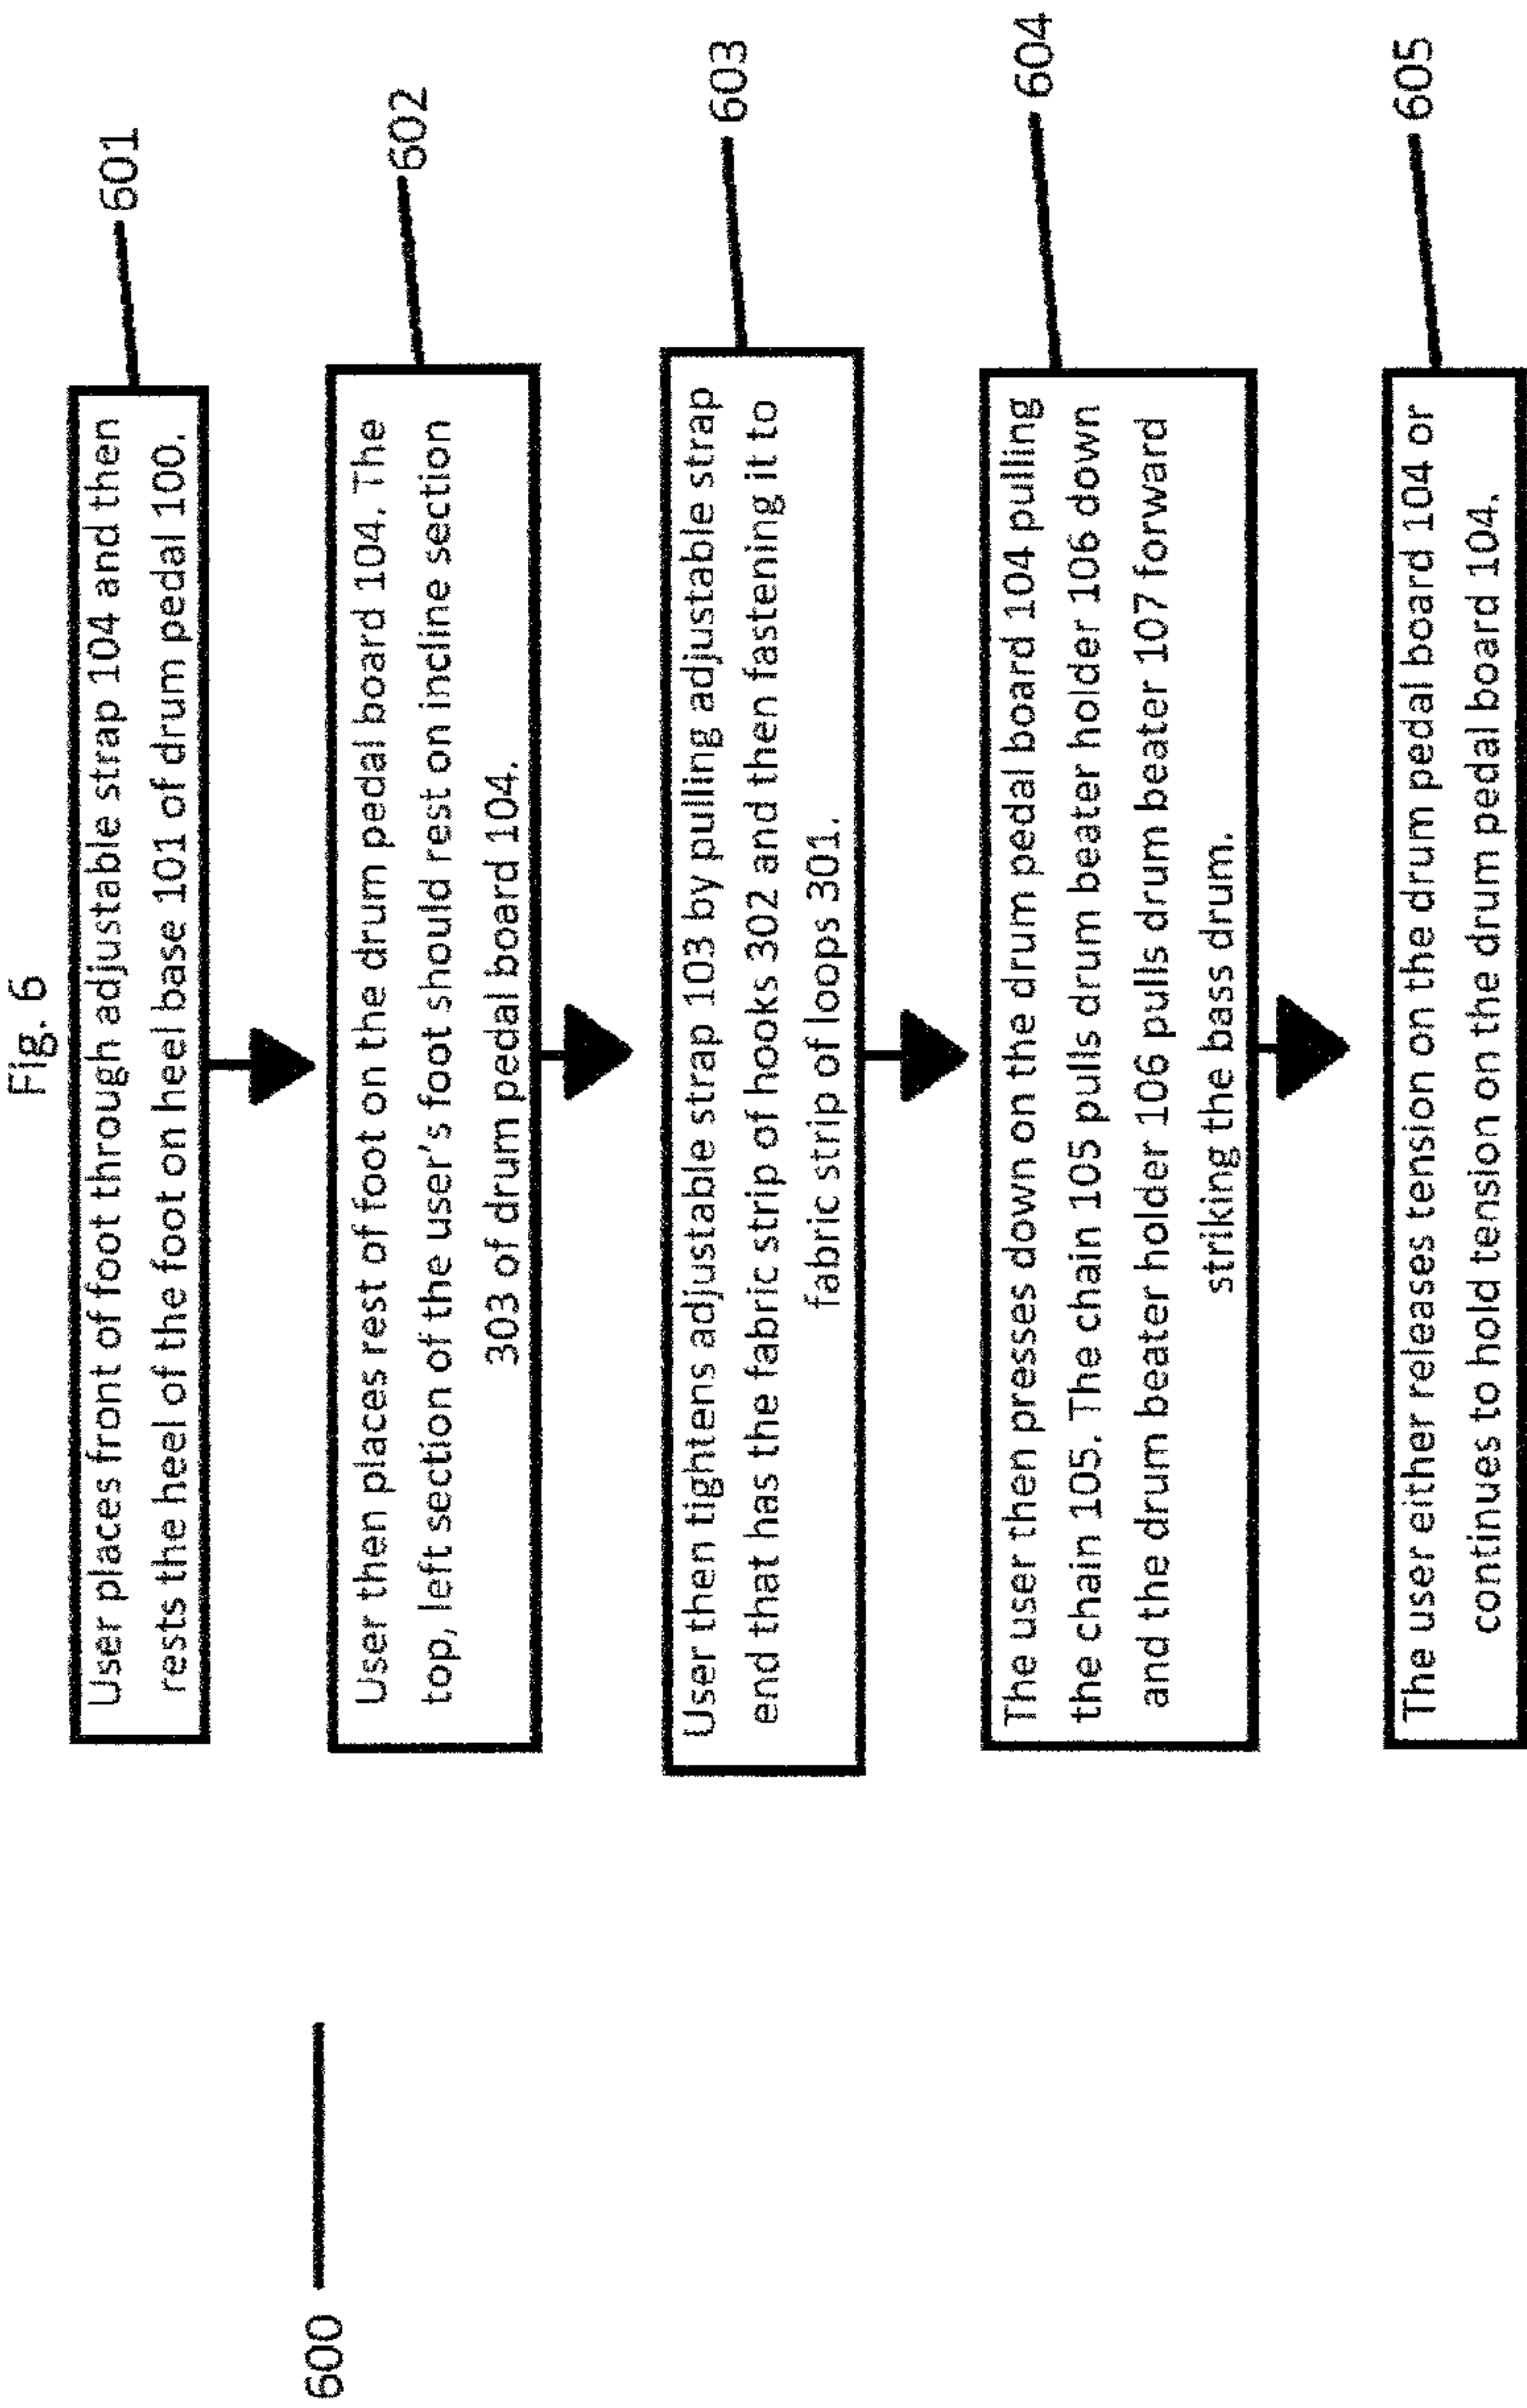 Fig. 6
User places front of foot through adjustable strap 104 and then
rests the heel of the foot on heel base 101 of drum pedal 100.
601
User then places rest of foot on the drum pedal board 104. The
top, left section of the user's foot should rest on incline section
303 of drum pedal board 104.
602
User then tightens adjustable strap 103 by pulling adjustable strap
end that has the fabric strip of hooks 302 and then fastening it to
fabric strip of loops 301.
603
The user then presses down on the drum pedal board 104 pulling
the chain 105. The chain 105 pulls drum beater holder 106 down
and the drum beater holder 106 pulls drum beater 107 forward
striking the bass drum.
604
The user either releases tension on the drum pedal board 104 or
continues to hold tension on the drum pedal board 104.
605
600